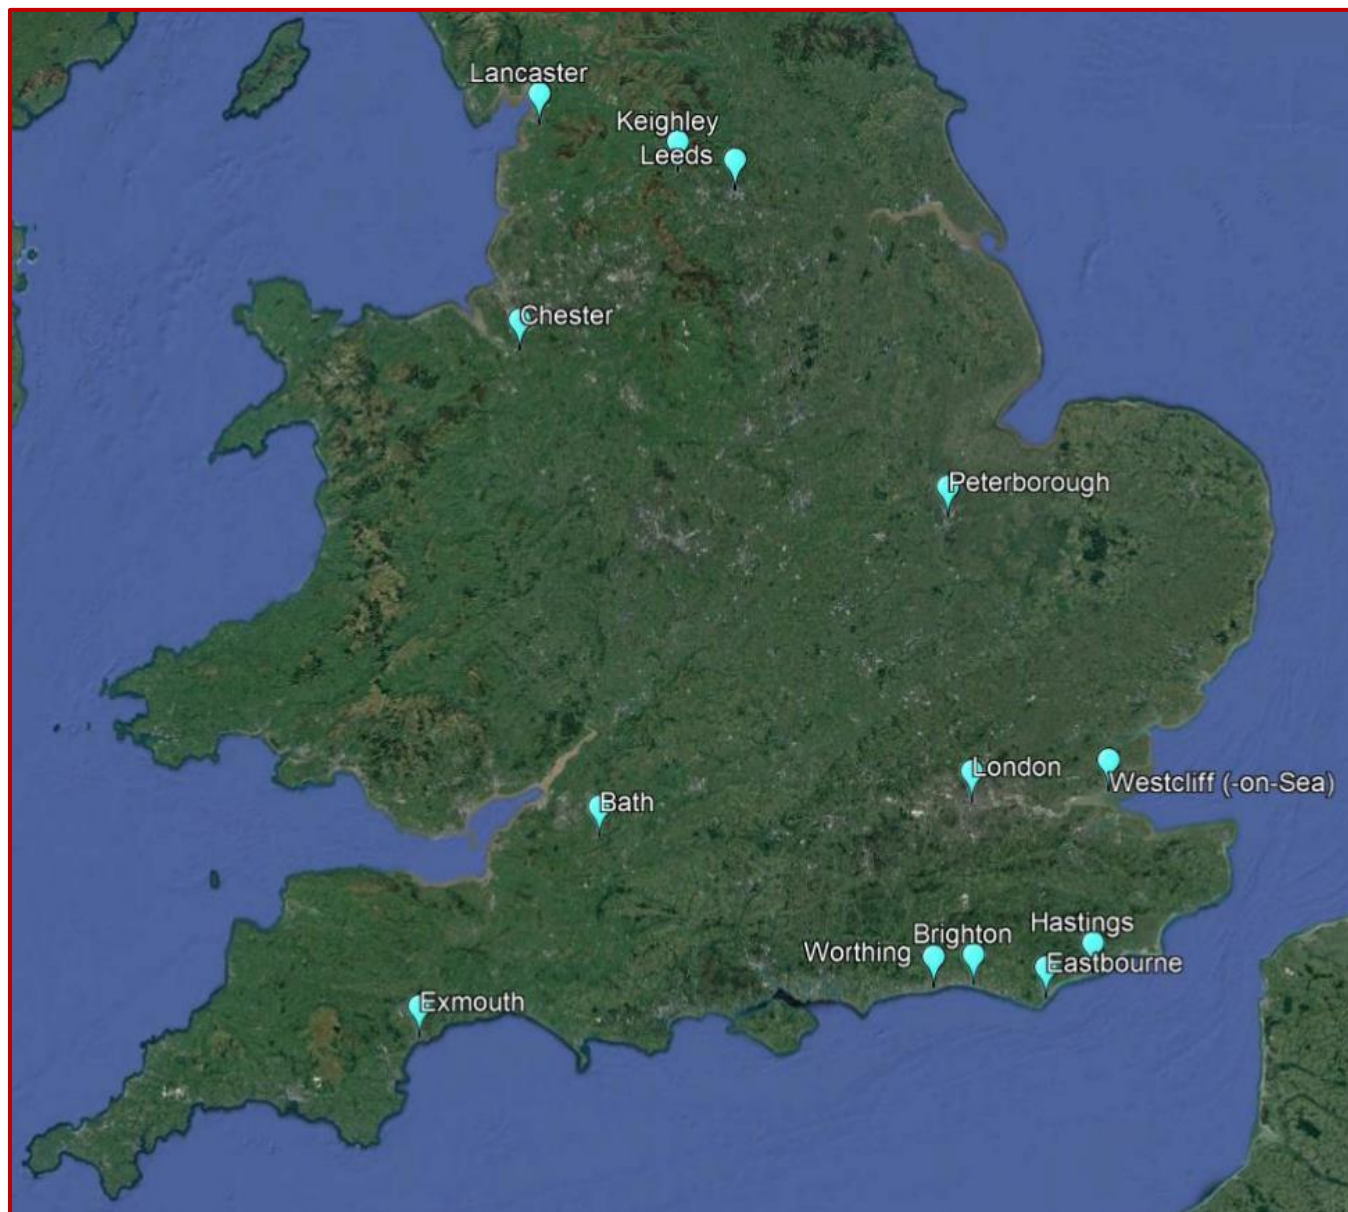 Lancaster
Keighley
Leeds
Chester
Peterborough
London
Westcliff (-on-Sea)
Bath
Hastings
Brighton
Worthing
Eastbourne
Exmouth